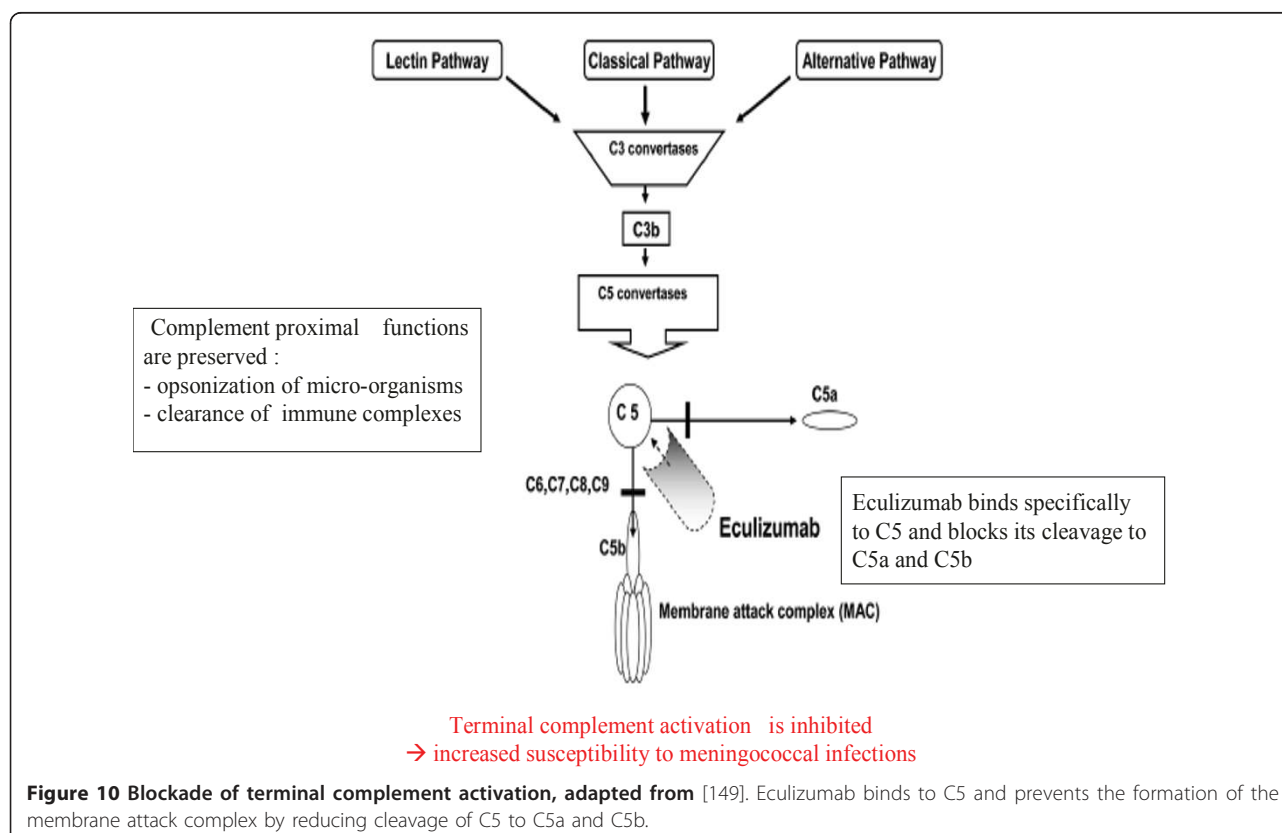 Lectin Pathway
Classical Pathway
Alternative Pathway
C3 convertases
C3b
C5 convertases
Complement proximal functions
are preserved :
- opsonization of micro-organisms
- clearance of immune complexes
C 5
C5a
C6,C7,C8,C9
Eculizumab
C5b
Eculizumab binds specifically
to C5 and blocks its cleavage to
C5a and C5b
Membrane attack complex (MAC)
Terminal complement activation is inhibited
→ increased susceptibility to meningococcal infections
Figure 10 Blockade of terminal complement activation, adapted from [149]. Eculizumab binds to C5 and prevents the formation of the
membrane attack complex by reducing cleavage of C5 to C5a and C5b.